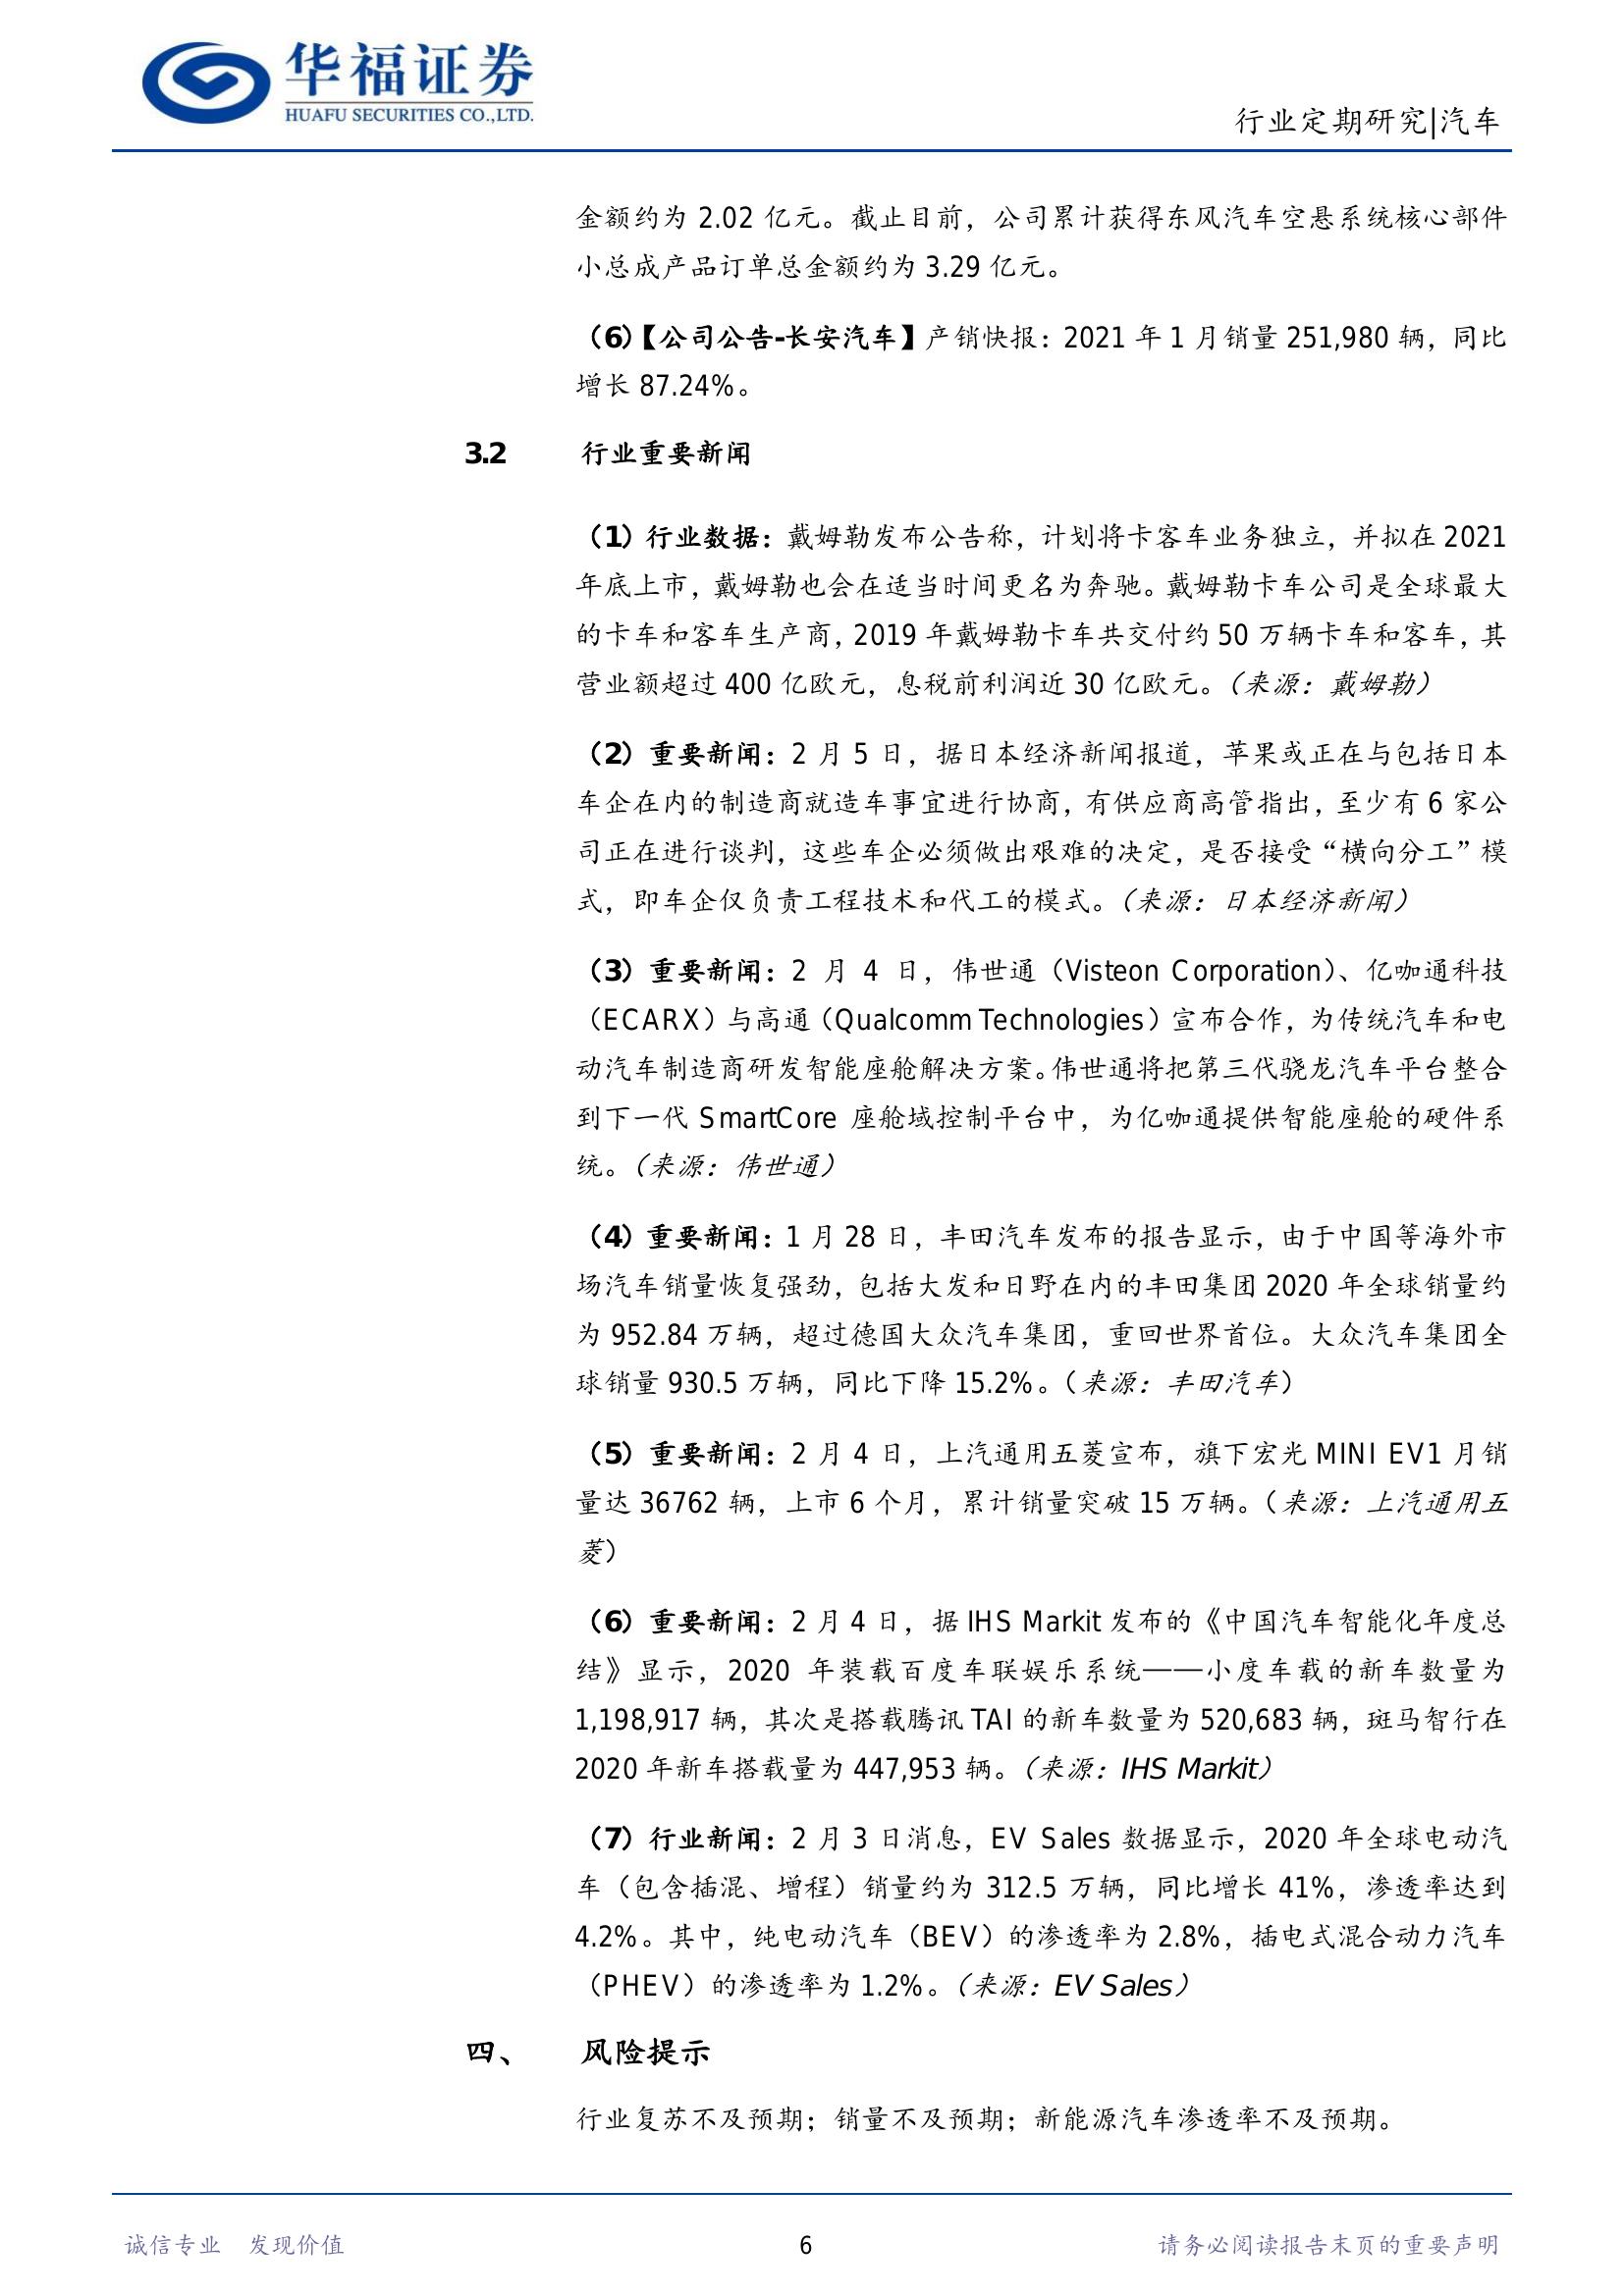 华福证券
HUAFU SECURITIES CO.,LTD.
行业定期研究|汽车
金额约为 2.02 亿元。截止目前，公司累计获得东风汽车空悬系统核心部件
小总成产品订单总金额约为 3.29 亿元。
（6）【公司公告-长安汽车】产销快报：2021 年 1 月销量 251,980 辆，同比
增长 87.24%。
3.2 行业重要新闻
（1）行业数据：戴姆勒发布公告称，计划将卡客车业务独立，并拟在 2021
年底上市，戴姆勒也会在适当时间更名为奔驰。戴姆勒卡车公司是全球最大
的卡车和客车生产商，2019 年戴姆勒卡车共交付约 50 万辆卡车和客车，其
营业额超过 400 亿欧元，息税前利润近 30 亿欧元。（来源：戴姆勒）
（2）重要新闻：2 月 5 日，据日本经济新闻报道，苹果或正在与包括日本
车企在内的制造商就造车事宜进行协商，有供应商高管指出，至少有 6 家公
司正在进行谈判，这些车企必须做出艰难的决定，是否接受“横向分工”模
式，即车企仅负责工程技术和代工的模式。（来源：日本经济新闻）
（3）重要新闻：2 月 4 日，伟世通（Visteon Corporation）、亿咖通科技
（ECARX）与高通（Qualcomm Technologies）宣布合作，为传统汽车和电
动汽车制造商研发智能座舱解决方案。伟世通将把第三代骁龙汽车平台整合
到下一代 SmartCore 座舱域控制平台中，为亿咖通提供智能座舱的硬件系
统。（来源：伟世通）
（4）重要新闻：1 月 28 日，丰田汽车发布的报告显示，由于中国等海外市
场汽车销量恢复强劲，包括大发和日野在内的丰田集团 2020 年全球销量约
为 952.84 万辆，超过德国大众汽车集团，重回世界首位。大众汽车集团全
球销量 930.5 万辆，同比下降 15.2%。（来源：丰田汽车）
（5）重要新闻：2 月 4 日，上汽通用五菱宣布，旗下宏光 MINI EV1 月销
量达 36762 辆，上市 6 个月，累计销量突破 15 万辆。（来源：上汽通用五
菱）
（6）重要新闻：2 月 4 日，据 IHS Markit 发布的《中国汽车智能化年度总
结》显示，2020 年装载百度车联娱乐系统——小度车载的新车数量为
1,198,917 辆，其次是搭载腾讯 TAI 的新车数量为 520,683 辆，斑马智行在
2020 年新车搭载量为 447,953 辆。（来源：IHS Markit）
（7）行业新闻：2 月 3 日消息，EV Sales 数据显示，2020 年全球电动汽
车（包含插混、增程）销量约为 312.5 万辆，同比增长 41%，渗透率达到
4.2%。其中，纯电动汽车（BEV）的渗透率为 2.8%，插电式混合动力汽车
（PHEV）的渗透率为 1.2%。（来源：EV Sales）
四、 风险提示
行业复苏不及预期；销量不及预期；新能源汽车渗透率不及预期。
诚信专业 发现价值 6 请务必阅读报告末页的重要声明